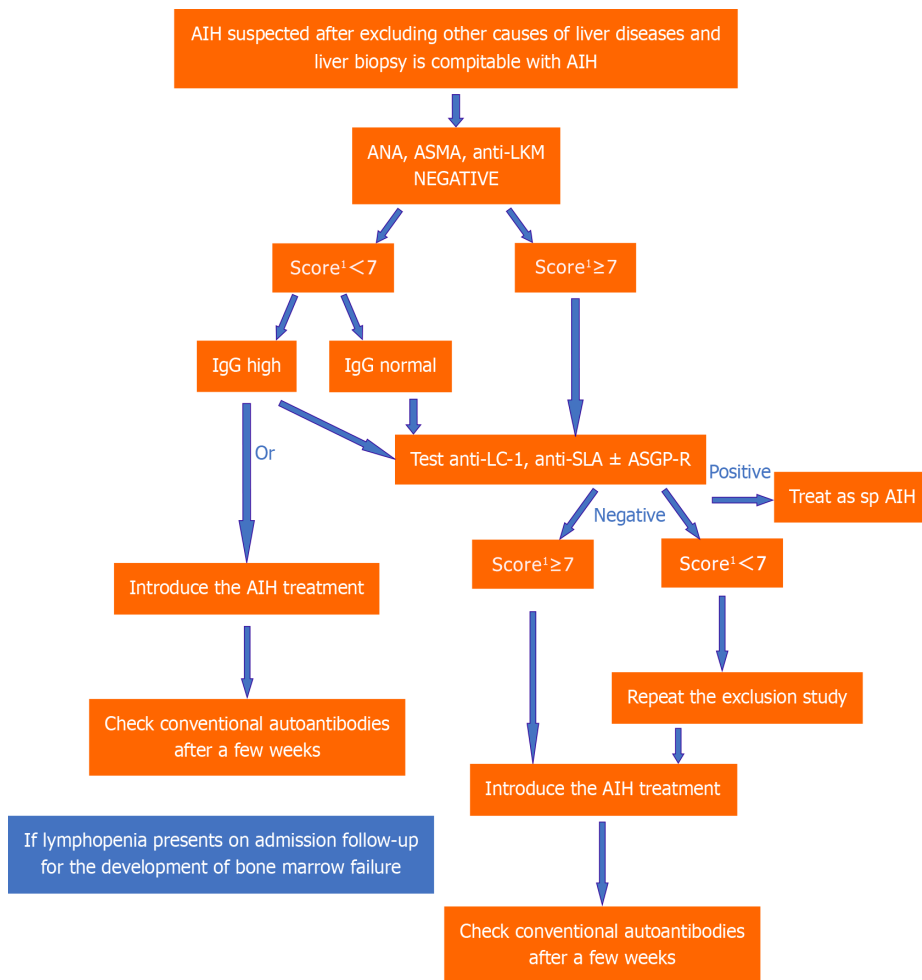 AIH suspected after excluding other causes of liver diseases and
liver biopsy is compitable with AIH
ANA, ASMA, anti-LKM
NEGATIVE
Score¹<7
Score¹≥7
IgG high
IgG normal
Or
Test anti-LC-1, anti-SLA ± ASGP-R
Positive
Treat as sp AIH
Negative
Score¹≥7
Score¹<7
Introduce the AIH treatment
Repeat the exclusion study
Check conventional autoantibodies
after a few weeks
Introduce the AIH treatment
If lymphopenia presents on admission follow-up
for the development of bone marrow failure
Check conventional autoantibodies
after a few weeks